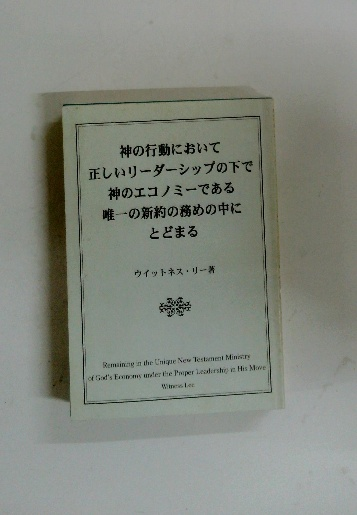 神の行動において
正しいリーダーシップの下で
神のエコノミーである
唯一の新約の務めの中に
とどまる
ウイットネス・リー著
Remaining in the Unique New Testament Ministry
of God's Economy under the Proper Leadership in His Move
Witness Lee